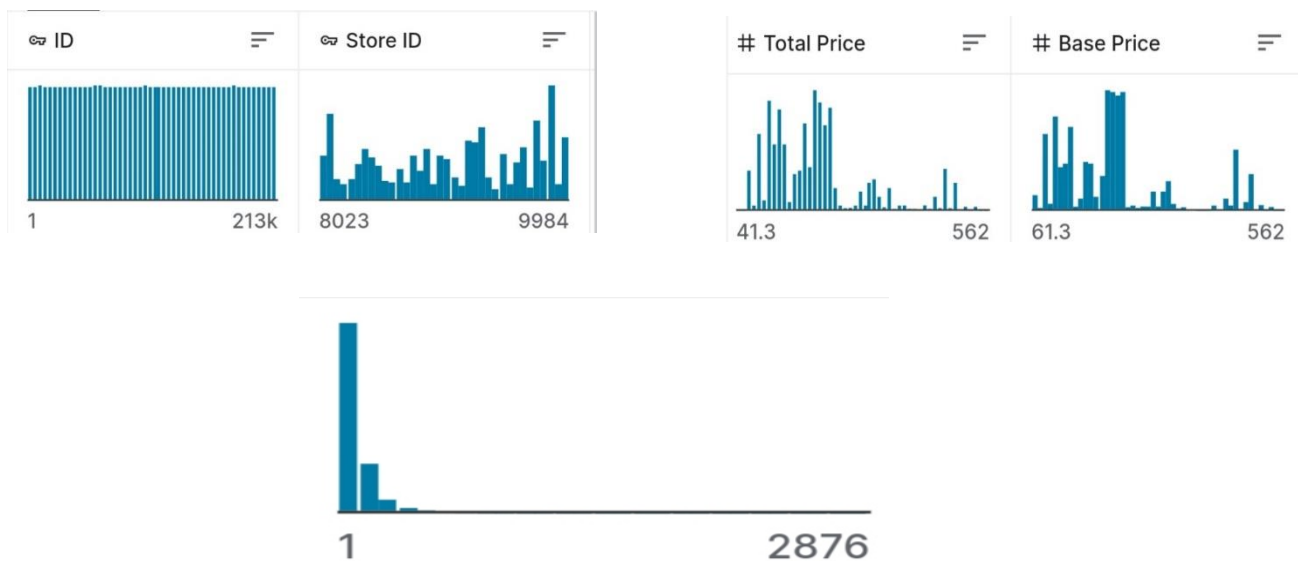 ID
Store ID
# Total Price
# Base Price
1
213k
8023
9984
41.3
562
61.3
562
1
2876